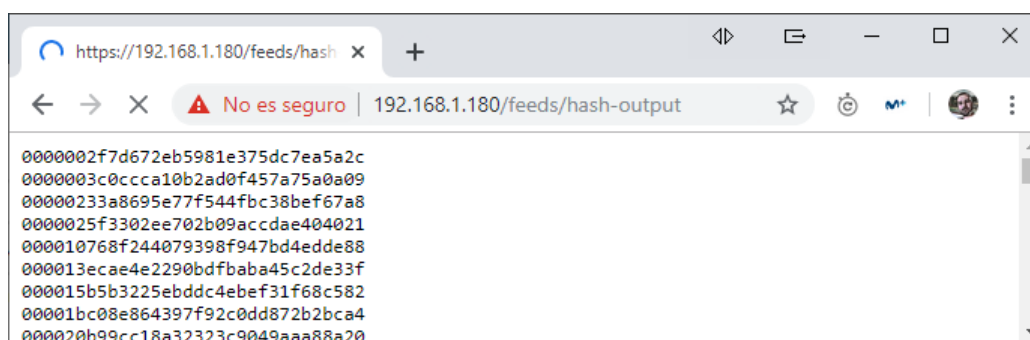 https://192.168.1.180/feeds/hash
No es seguro | 192.168.1.180/feeds/hash-output
0000002f7d672eb5981e375dc7ea5a2c
0000003c0ccca10b2ad0f457a75a0a09
00000233a8695e77f544fbc38bef67a8
0000025f3302ee702b09accdae404021
000010768f244079398f947bd4edde88
000013ecae4e2290bdfbaba45c2de33f
000015b5b3225ebddc4ebef31f68c582
00001bc08e864397f92c0dd872b2bca4
000020b99cc18a32323c9049aaa88a20